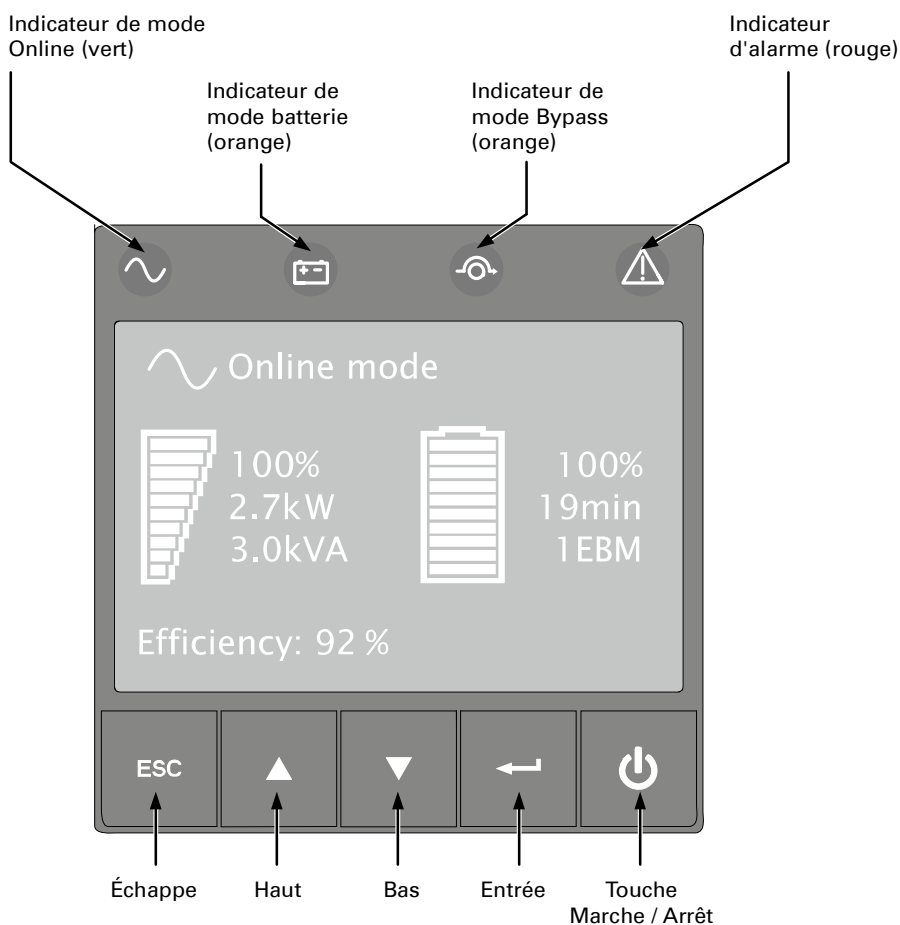 Indicateur de mode
Online (vert)
Indicateur
d'alarme (rouge)
Indicateur de
mode batterie
(orange)
Indicateur de
mode Bypass
(orange)
Online mode
100%
2.7kW
3.0kVA
100%
19min
1EBM
Efficiency: 92 %
ESC
Échappe
Haut
Bas
Entrée
Touche
Marche / Arrêt